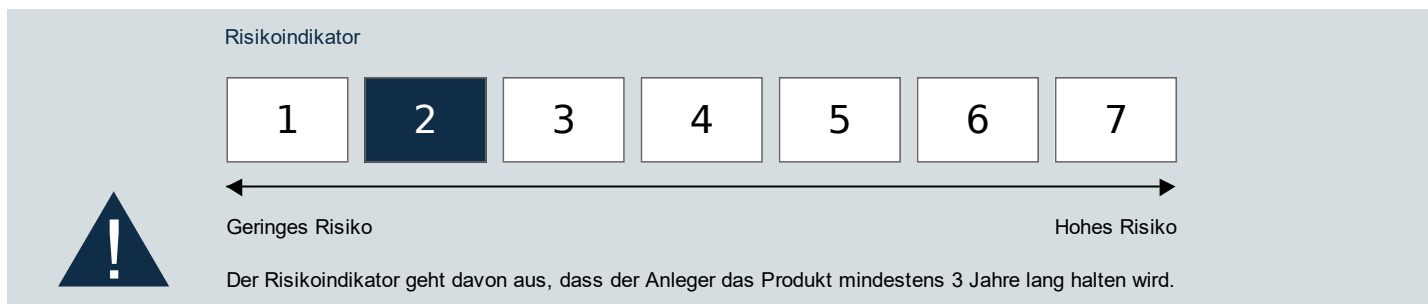 Risikoindikator
1 2 3 4 5 6 7
Geringes Risiko Hohes Risiko
!
Der Risikoindikator geht davon aus, dass der Anleger das Produkt mindestens 3 Jahre lang halten wird.